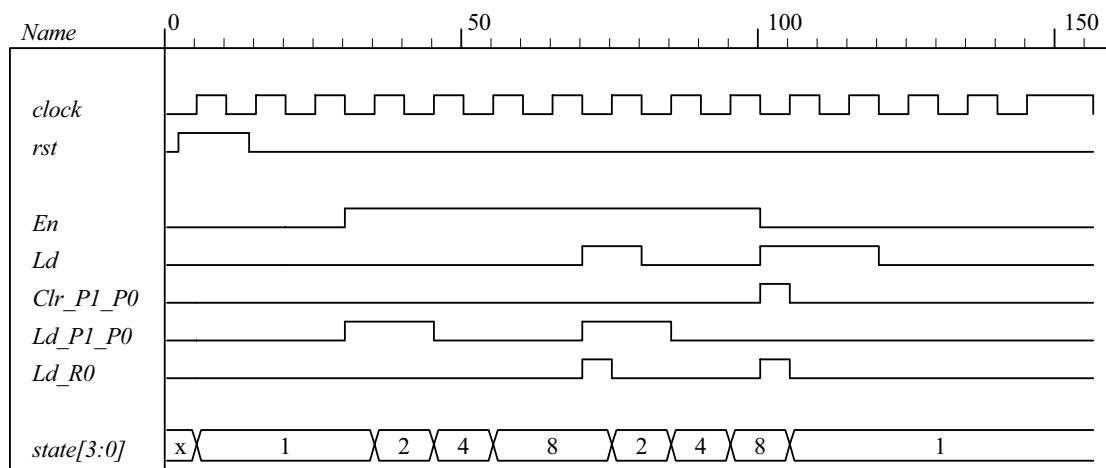 Name 0 50 100 150
clock
rst
En
Ld
Clr_P1_P0
Ld_P1_P0
Ld_R0
state[3:0] x 1 2 4 8 2 4 8 1